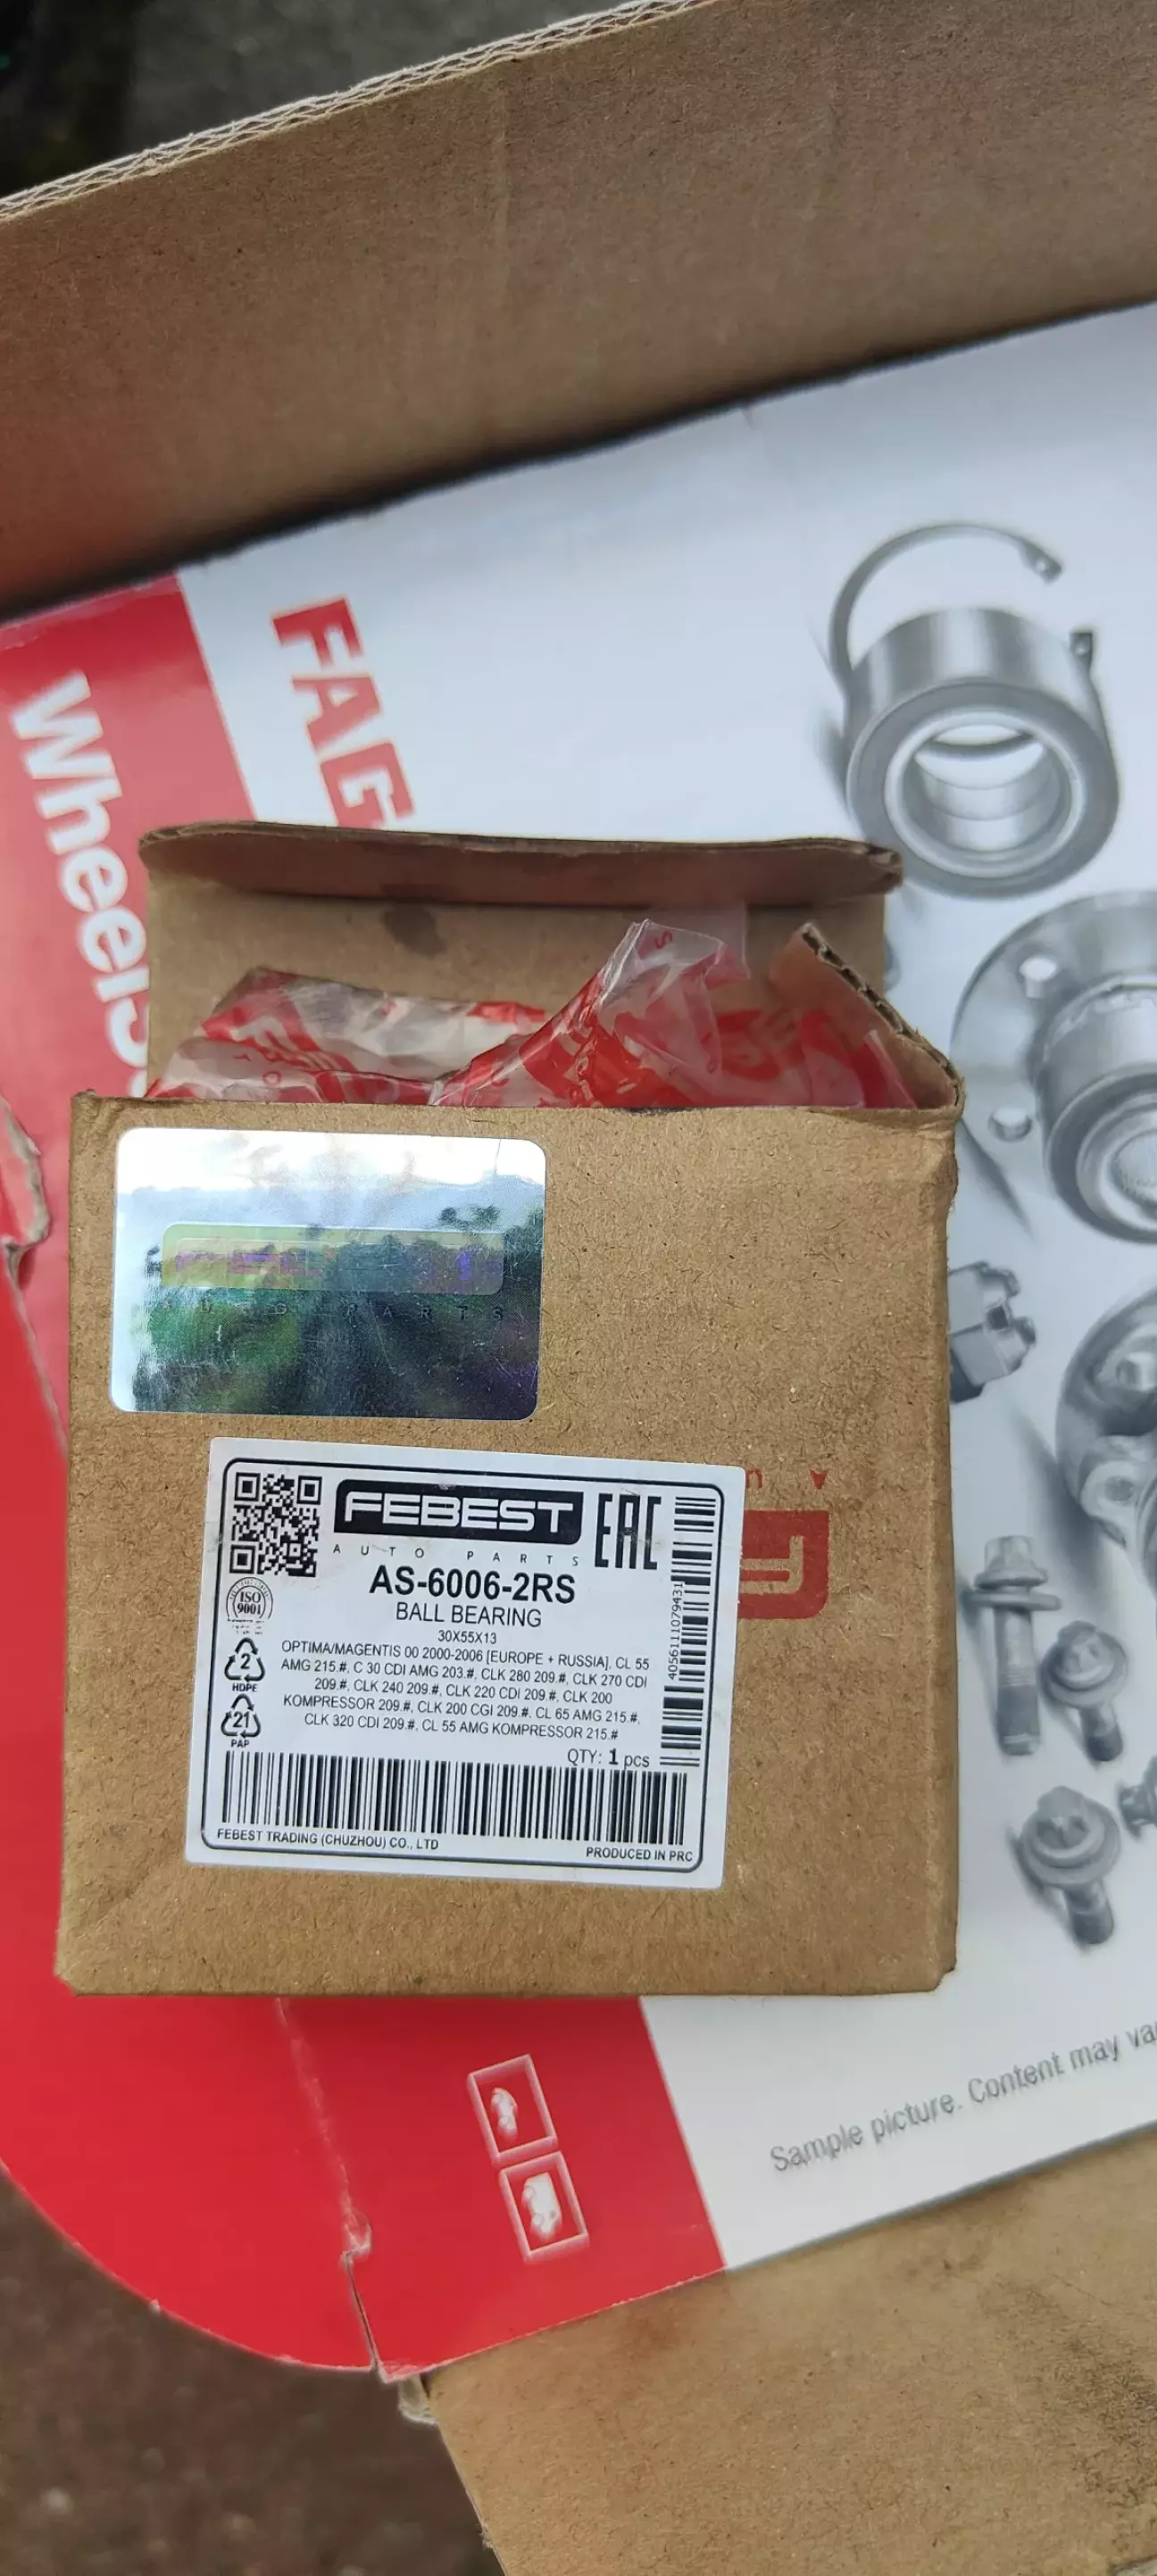 FAG
AUTO PARTS
FEBEST
EAC
AUTO PARTS
AS-6006-2RS
BALL BEARING
30X55X13
ISO
9001
OPTIMA/MAGENTIS 00 2000-2006 [EUROPE + RUSSIA], CL 55
AMG 215.#, C 30 CDI AMG 203.#, CLK 280 209.#, CLK 270 CDI
209.#, CLK 240 209.#, CLK 220 CDI 209.#, CLK 200
KOMPRESSOR 209.#, CLK 200 CGI 209.#, CL 65 AMG 215.#,
CLK 320 CDI 209.#, CL 55 AMG KOMPRESSOR 215.#
2
HDPE
21
PAP
4056111079431
QTY: 1 pcs
FEBEST TRADING (CHUZHOU) CO., LTD
PRODUCED IN PRC
Sample picture. Content may